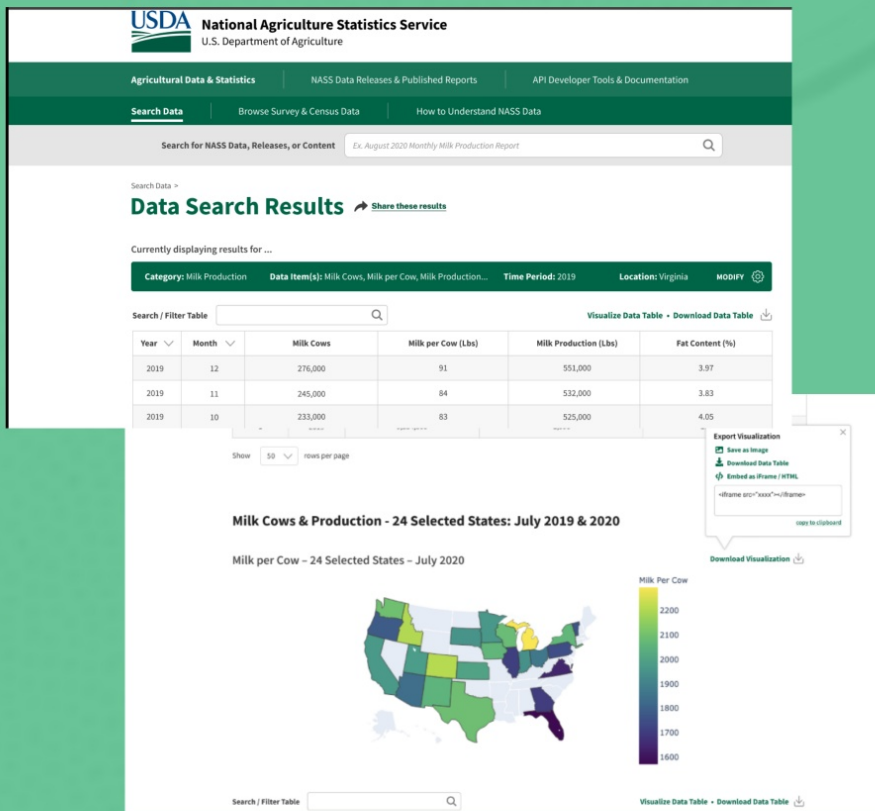 USDA
National Agriculture Statistics Service
U.S. Department of Agriculture
Agricultural Data & Statistics NASS Data Releases & Published Reports API Developer Tools & Documentation
Search Data Browse Survey & Census Data How to Understand NASS Data
Search for NASS Data, Releases, or Content Ex. August 2020 Monthly Milk Production Report
Search Data >
Data Search Results Share these results
Currently displaying results for ...
Category: Milk Production Data Item(s): Milk Cows, Milk per Cow, Milk Production... Time Period: 2019 Location: Virginia MODIFY
Search / Filter Table Visualize Data Table • Download Data Table
Year Month Milk Cows Milk per Cow (Lbs) Milk Production (Lbs) Fat Content (%)
2019 12 276,000 91 551,000 3.97
2019 11 245,000 84 532,000 3.83
2019 10 233,000 83 525,000 4.05
Show 50 rows per page
Export Visualization
Save as Image
Download Data Table
Embed as iFrame / HTML
<iframe src="xxxx"></iframe>
copy to clipboard
Milk Cows & Production - 24 Selected States: July 2019 & 2020
Milk per Cow – 24 Selected States – July 2020
Download Visualization
Milk Per Cow
2200
2100
2000
1900
1800
1700
1600
Search / Filter Table Visualize Data Table • Download Data Table